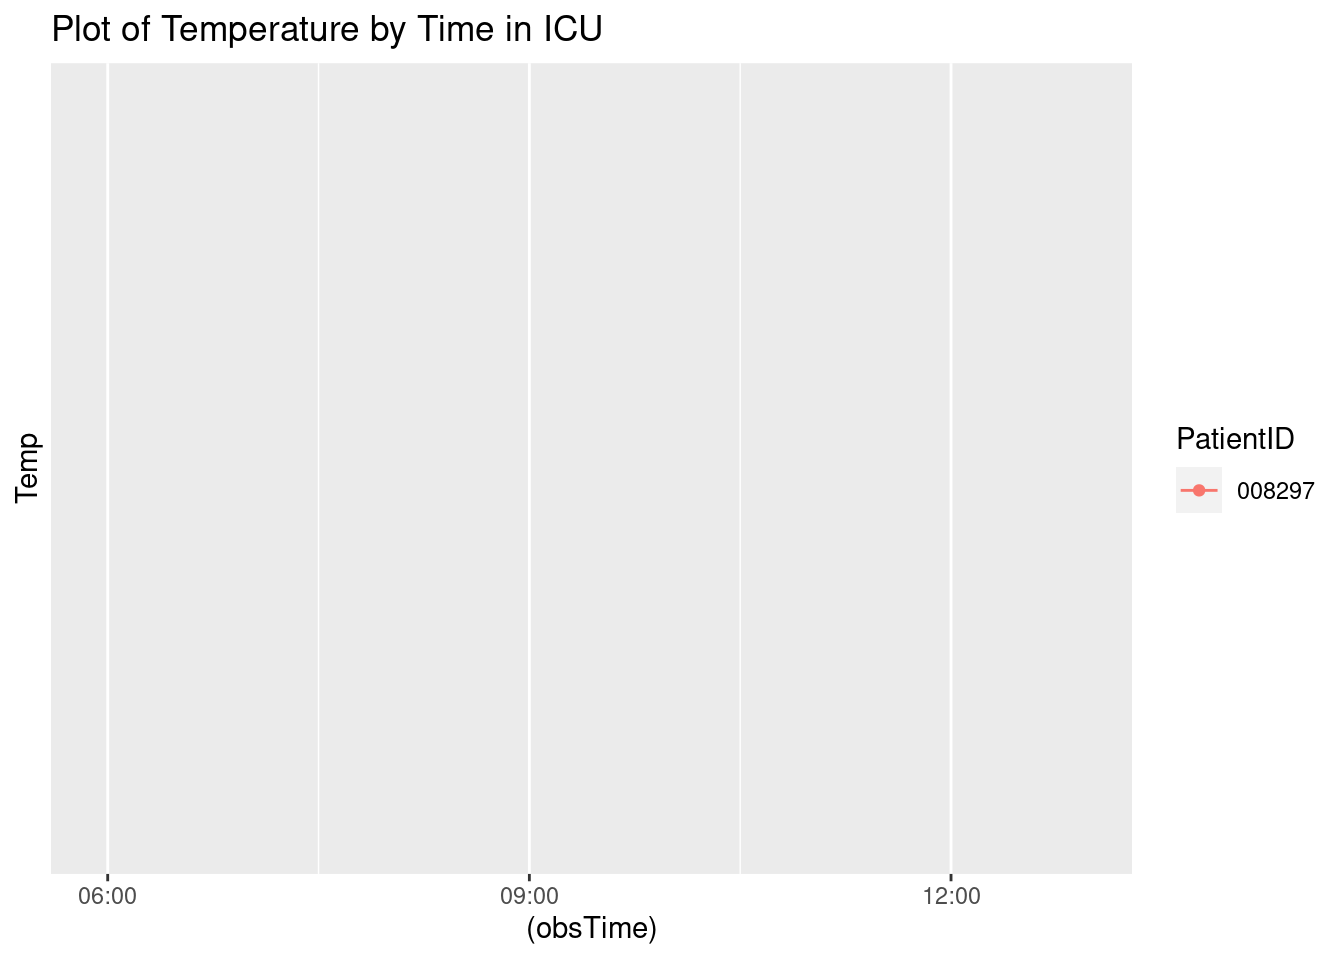 Plot of Temperature by Time in ICU
Temp
PatientID
008297
06:00 09:00 12:00
(obsTime)